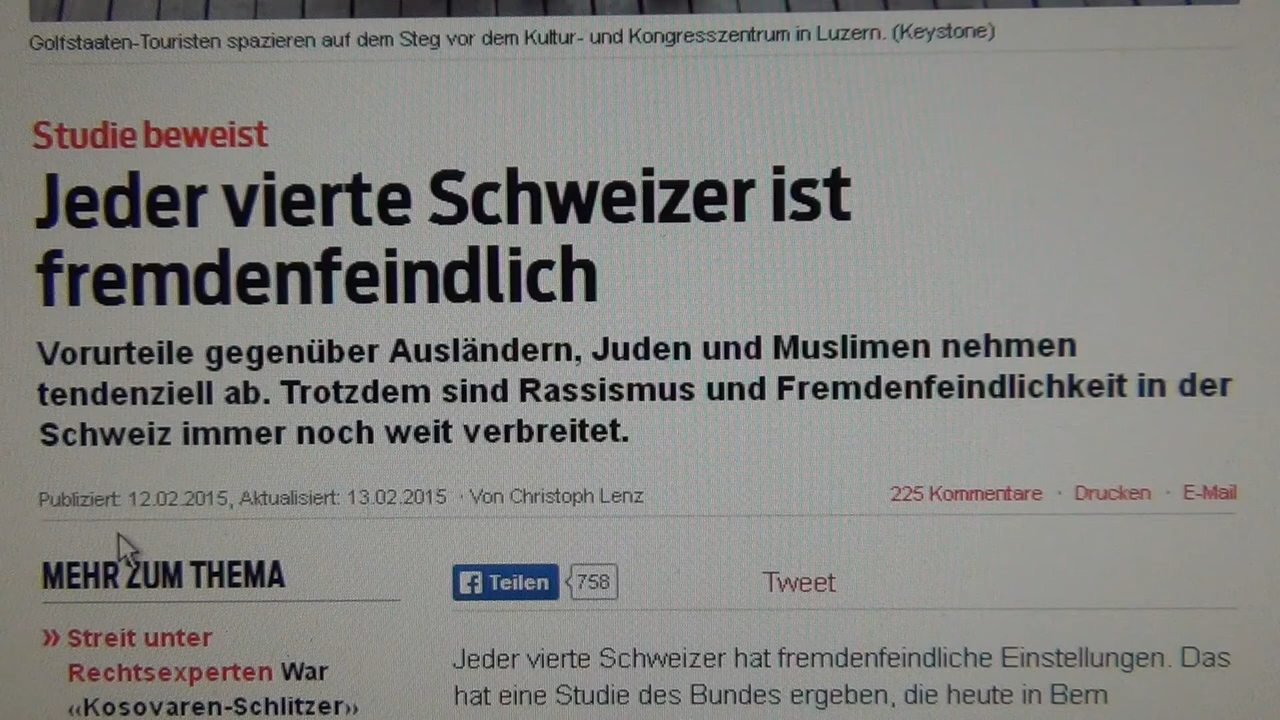 Golfstaaten-Touristen spazieren auf dem Steg vor dem Kultur- und Kongresszentrum in Luzern. (Keystone)
Studie beweist
Jeder vierte Schweizer ist
fremdenfeindlich
Vorurteile gegenüber Ausländern, Juden und Muslimen nehmen
tendenziell ab. Trotzdem sind Rassismus und Fremdenfeindlichkeit in der
Schweiz immer noch weit verbreitet.
Publiziert: 12.02.2015, Aktualisiert: 13.02.2015 · Von Christoph Lenz
225 Kommentare · Drucken · E-Mail
MEHR ZUM THEMA
» Streit unter
Rechtsexperten War
«Kosovaren-Schlitzer»
Teilen 758
Tweet
Jeder vierte Schweizer hat fremdenfeindliche Einstellungen. Das
hat eine Studie des Bundes ergeben, die heute in Bern